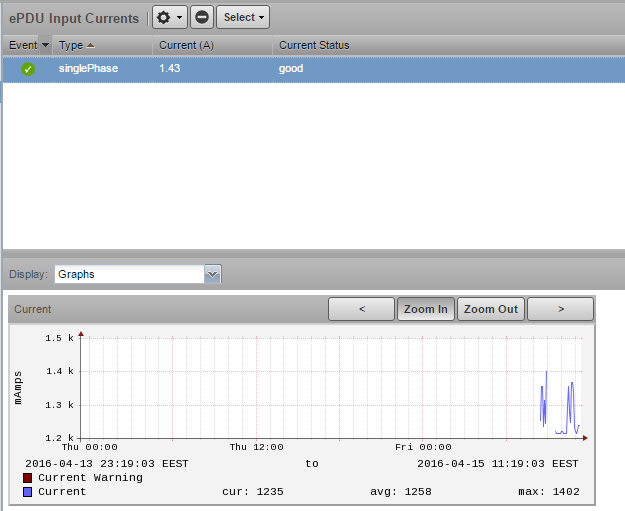 ePDU Input Currents Select
Event Type Current (A) Current Status
singlePhase 1.43 good
Display: Graphs
Current < Zoom In Zoom Out >
1.5 k
1.4 k
1.3 k
1.2 k
mAmps
Thu 00:00 Thu 12:00 Fri 00:00
2016-04-13 23:19:03 EEST to 2016-04-15 11:19:03 EEST
Current Warning
Current cur: 1235 avg: 1258 max: 1402